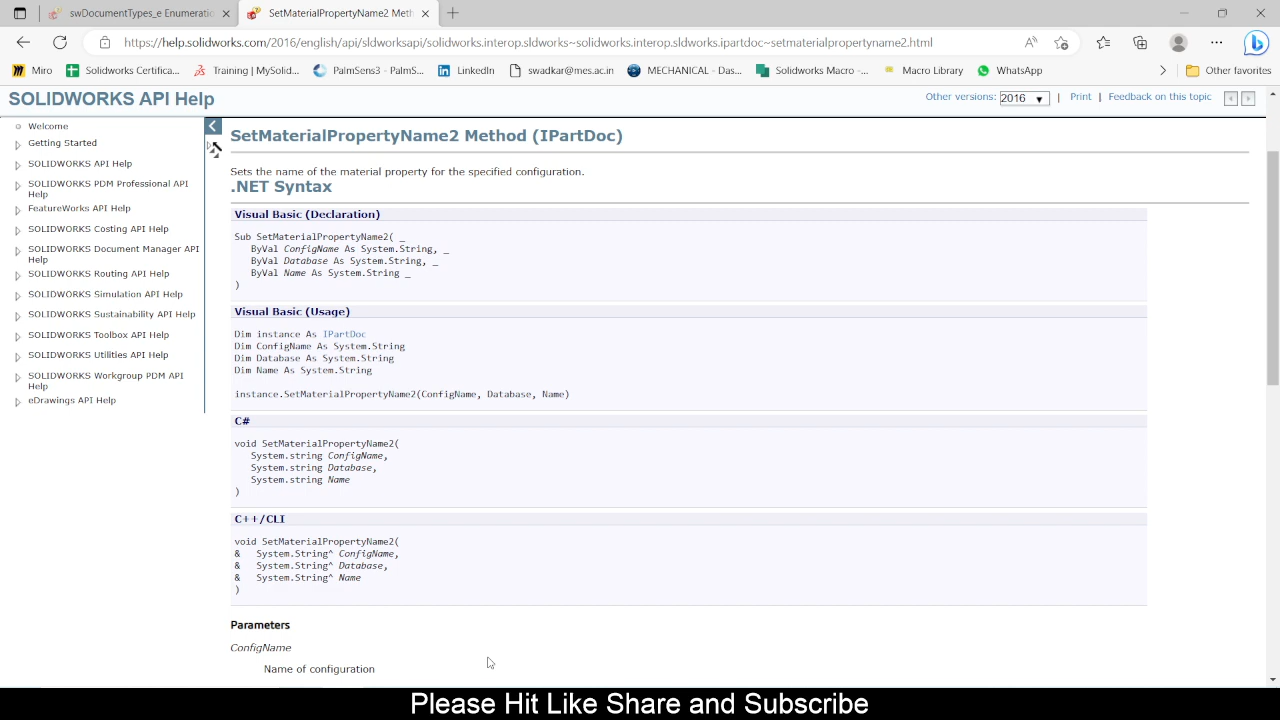 swDocumentTypes_e Enumeratio
SetMaterialPropertyName2 Meth
https://help.solidworks.com/2016/english/api/sldworksapi/solidworks.interop.sldworks~solidworks.interop.sldworks.ipartdoc~setmaterialpropertyname2.html
Miro
Solidworks Certifica...
Training | MySolid...
PalmSens3 - PalmS...
LinkedIn
swadkar@mes.ac.in
MECHANICAL - Das...
Solidworks Macro -...
Macro Library
WhatsApp
Other favorites
SOLIDWORKS API Help
Other versions: 2016 | Print | Feedback on this topic
Welcome
Getting Started
SOLIDWORKS API Help
SOLIDWORKS PDM Professional API
Help
FeatureWorks API Help
SOLIDWORKS Costing API Help
SOLIDWORKS Document Manager API
Help
SOLIDWORKS Routing API Help
SOLIDWORKS Simulation API Help
SOLIDWORKS Sustainability API Help
SOLIDWORKS Toolbox API Help
SOLIDWORKS Utilities API Help
SOLIDWORKS Workgroup PDM API
Help
eDrawings API Help
SetMaterialPropertyName2 Method (IPartDoc)
Sets the name of the material property for the specified configuration.
.NET Syntax
Visual Basic (Declaration)
Sub SetMaterialPropertyName2( _
ByVal ConfigName As System.String, _
ByVal Database As System.String, _
ByVal Name As System.String _
)
Visual Basic (Usage)
Dim instance As IPartDoc
Dim ConfigName As System.String
Dim Database As System.String
Dim Name As System.String
instance.SetMaterialPropertyName2(ConfigName, Database, Name)
C#
void SetMaterialPropertyName2(
System.string ConfigName,
System.string Database,
System.string Name
)
C++/CLI
void SetMaterialPropertyName2(
& System.String^ ConfigName,
& System.String^ Database,
& System.String^ Name
)
Parameters
ConfigName
Name of configuration
Please Hit Like Share and Subscribe